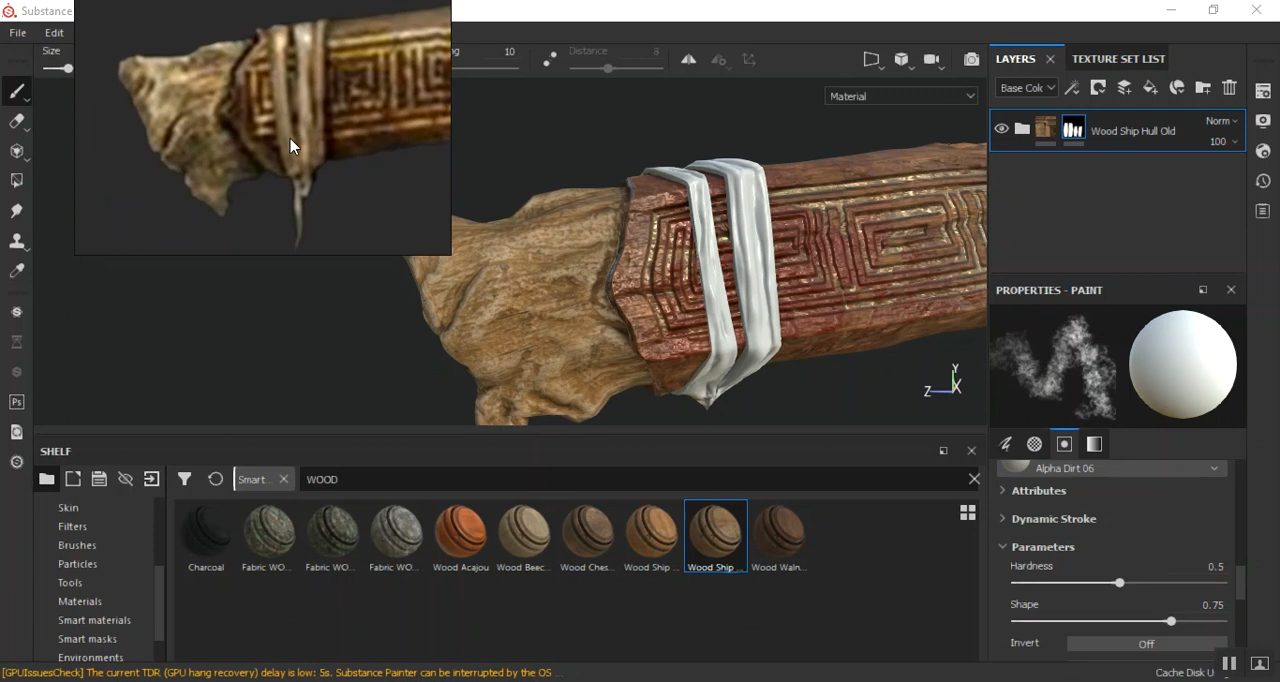 Substance
File Edit
Size
10 Distance 8
Material
LAYERS TEXTURE SET LIST
Base Col
Wood Ship Hull Old Norm
100
PROPERTIES - PAINT
Y
Z X
SHELF
Alpha Dirt 06
Smart... WOOD
Attributes
Skin
Dynamic Stroke
Filters
Brushes
Parameters
Charcoal Fabric WO... Fabric WO... Fabric WO... Wood Acajou Wood Beec... Wood Ches... Wood Ship ... Wood Ship ... Wood Waln...
Hardness 0.5
Particles
Tools
Materials
Shape 0.75
Smart materials
Smart masks
Invert Off
Environments
[GPUIssuesCheck] The current TDR (GPU hang recovery) delay is low: 5s. Substance Painter can be interrupted by the OS ...
Cache Disk U
Ps